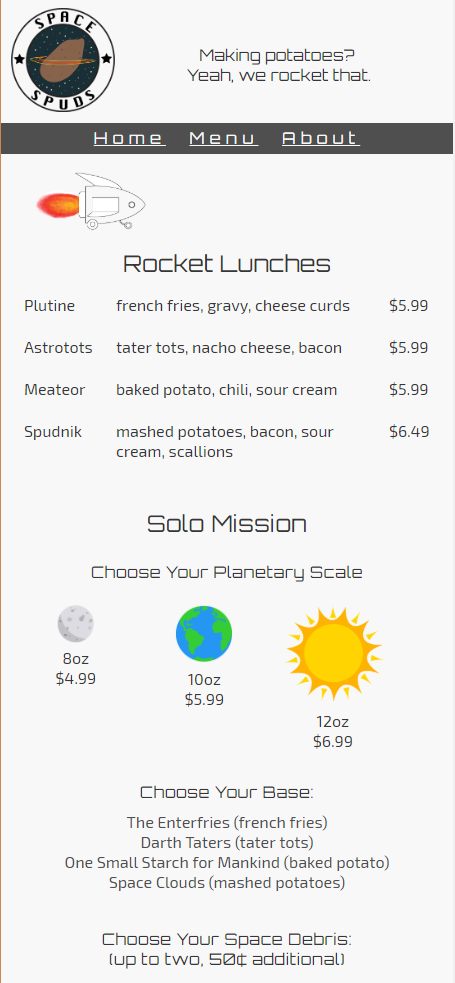 SPACE
SPUDS
Making potatoes?
Yeah, we rocket that.
Home Menu About
Rocket Lunches
Plutine french fries, gravy, cheese curds $5.99
Astrotots tater tots, nacho cheese, bacon $5.99
Meateor baked potato, chili, sour cream $5.99
Spudnik mashed potatoes, bacon, sour $6.49
cream, scallions
Solo Mission
Choose Your Planetary Scale
8oz
$4.99
10oz
$5.99
12oz
$6.99
Choose Your Base:
The Enterfries (french fries)
Darth Taters (tater tots)
One Small Starch for Mankind (baked potato)
Space Clouds (mashed potatoes)
Choose Your Space Debris:
(up to two, 50¢ additional)